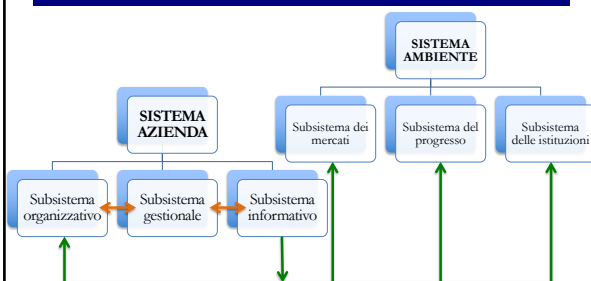 SISTEMA
AMBIENTE
SISTEMA
AZIENDA
Subsistema dei
mercati
Subsistema del
progresso
Subsistema
delle istituzioni
Subsistema
organizzativo
Subsistema
gestionale
Subsistema
informativo